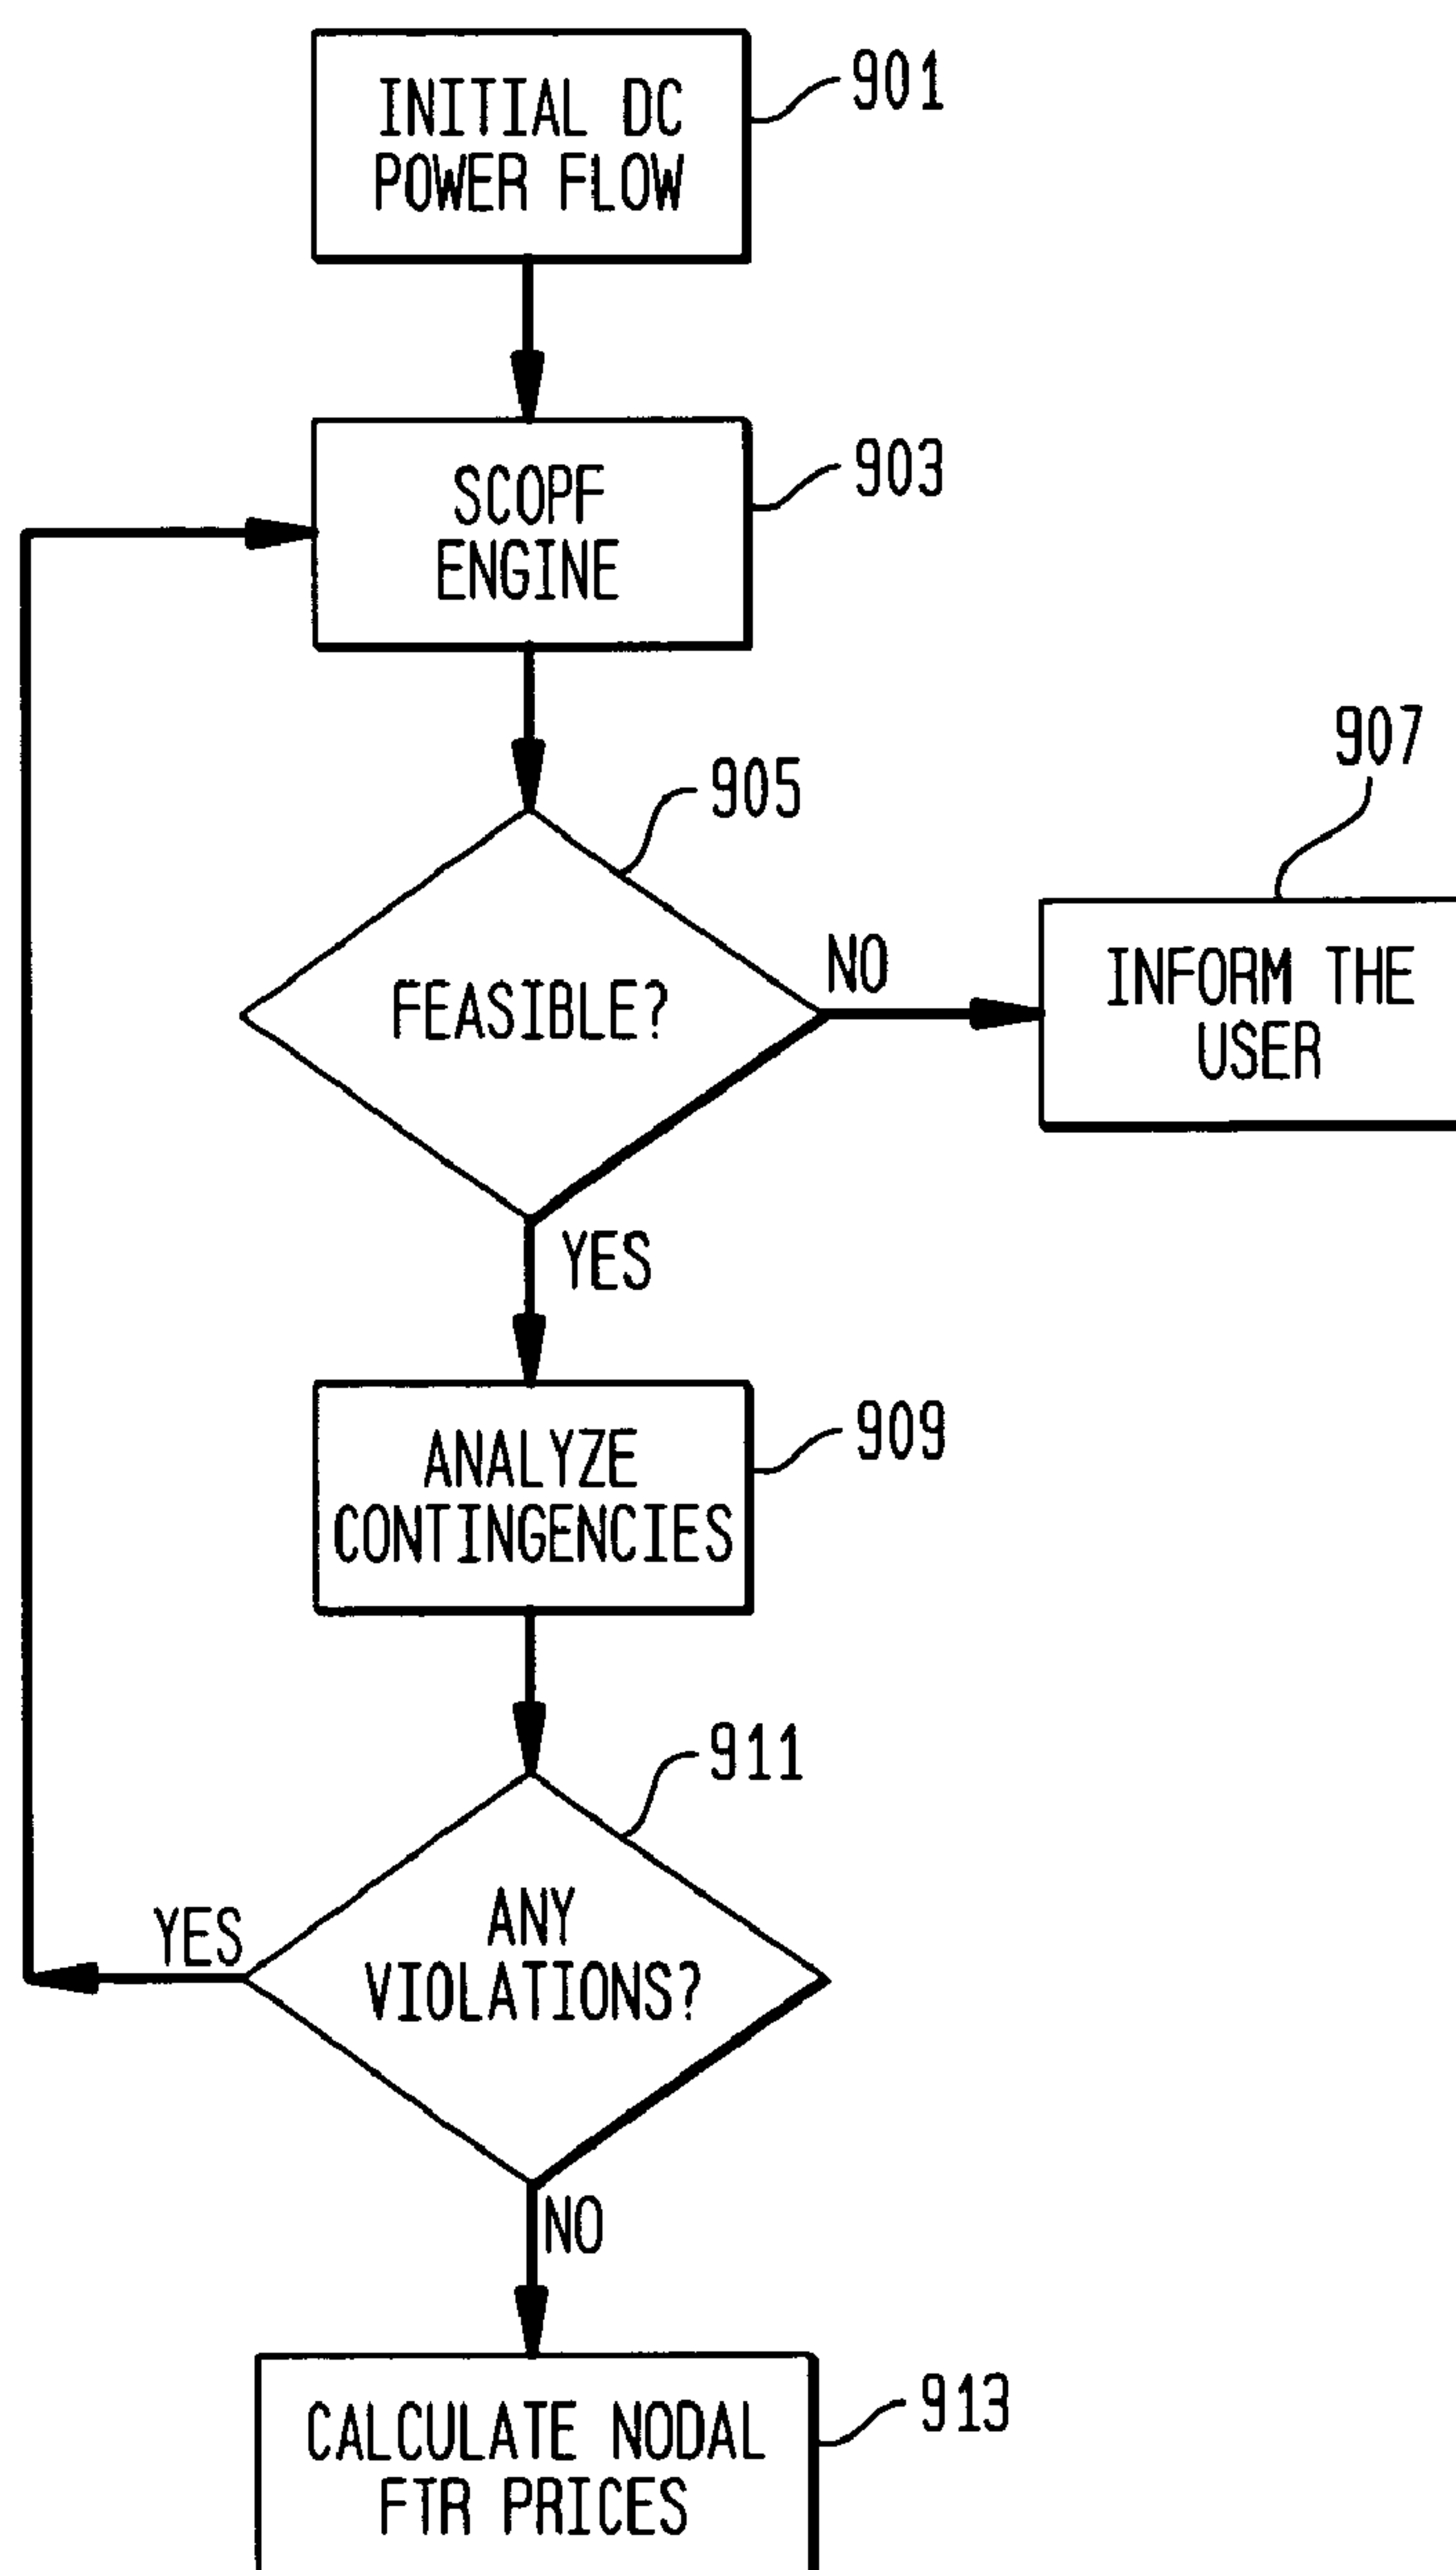 INITIAL DC
POWER FLOW
901
SCOPF
ENGINE
903
905
FEASIBLE?
NO
907
INFORM THE
USER
YES
ANALYZE
CONTINGENCIES
909
911
ANY
VIOLATIONS?
YES
NO
CALCULATE NODAL
FTR PRICES
913